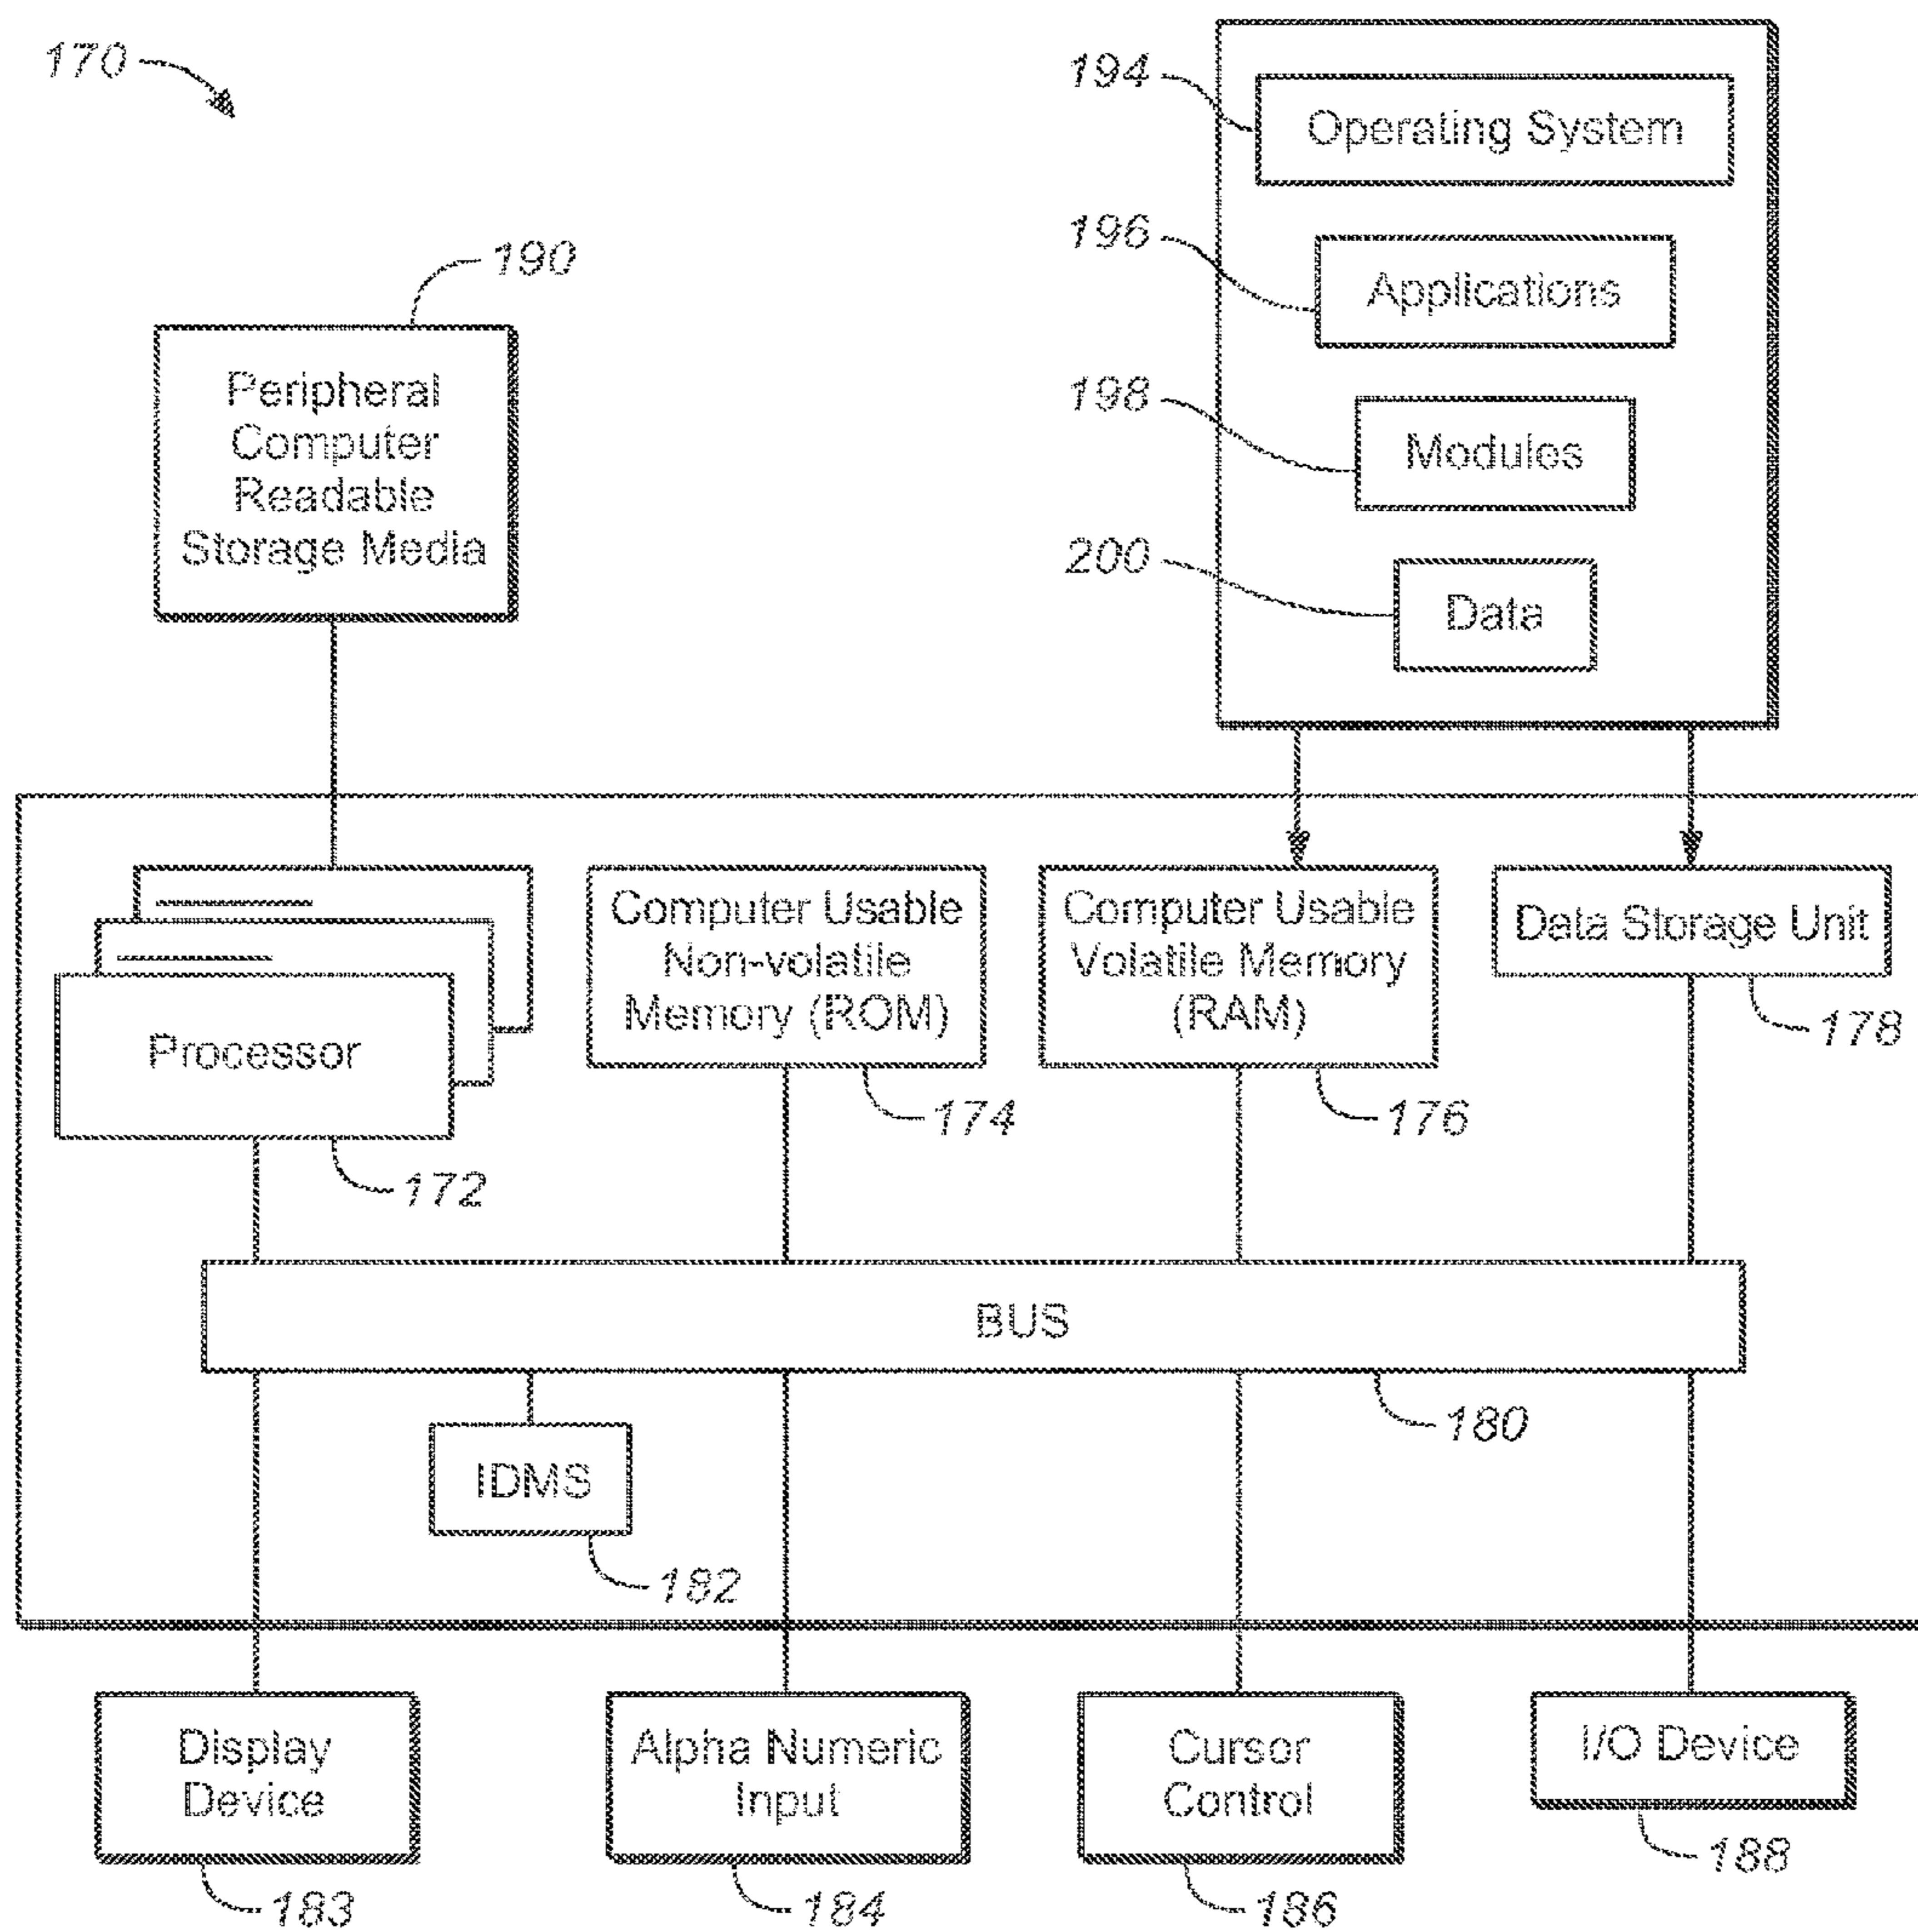 170
194
Operating System
196
Applications
190
Peripheral
Computer
Readable
Storage Media
198
Modules
200
Data
Processor
172
Computer Usable
Non-volatile
Memory (ROM)
174
Computer Usable
Volatile Memory
(RAM)
176
Data Storage Unit
178
BUS
180
IDMS
182
Display
Device
183
Alpha Numeric
Input
184
Cursor
Control
186
I/O Device
188